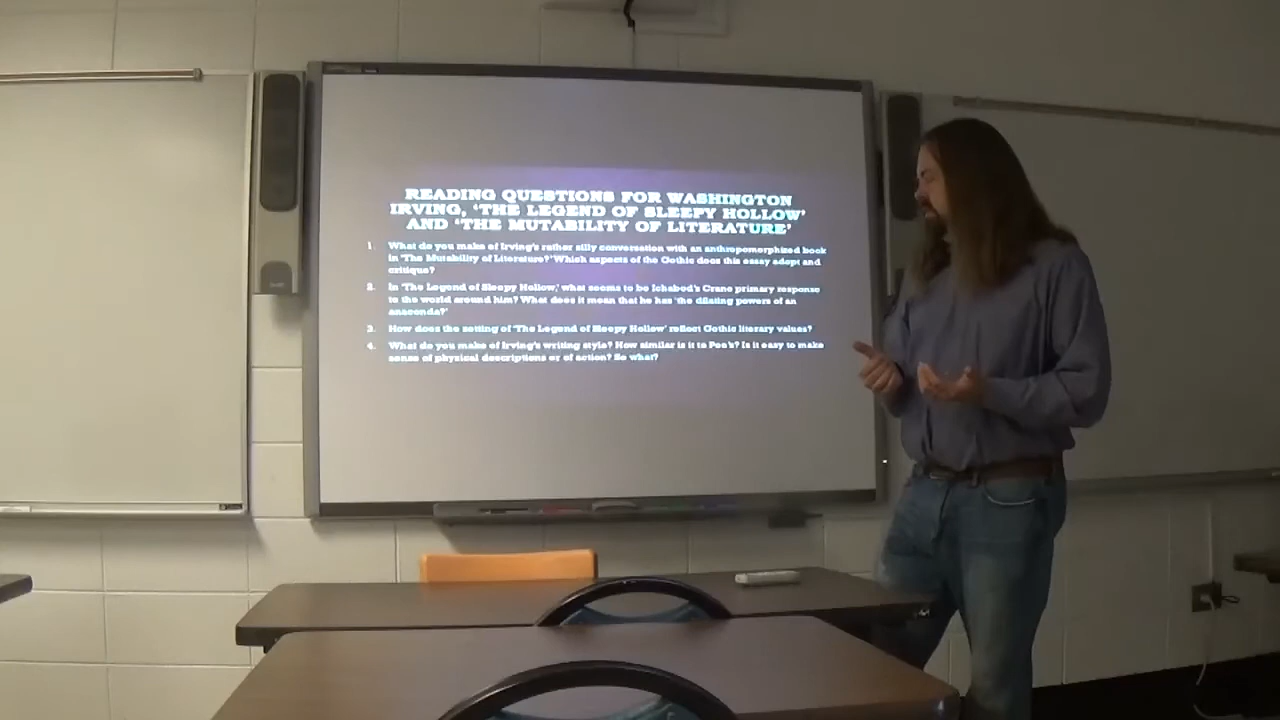 READING QUESTIONS FOR WASHINGTON
IRVING, ‘THE LEGEND OF SLEEPY HOLLOW’
AND ‘THE MUTABILITY OF LITERATURE’
1. What do you make of Irving's rather silly conversation with an anthropomorphized book
in ‘The Mutability of Literature?’ Which aspects of the Gothic does this essay adopt and
critique?
2. In ‘The Legend of Sleepy Hollow,’ what seems to be Ichabod's Crane primary response
to the world around him? What does it mean that he has ‘the dilating powers of an
anaconda?’
3. How does the setting of ‘The Legend of Sleepy Hollow’ reflect Gothic literary values?
4. What do you make of Irving's writing style? How similar is it to Poe's? Is it easy to make
sense of physical descriptions or of action? So what?